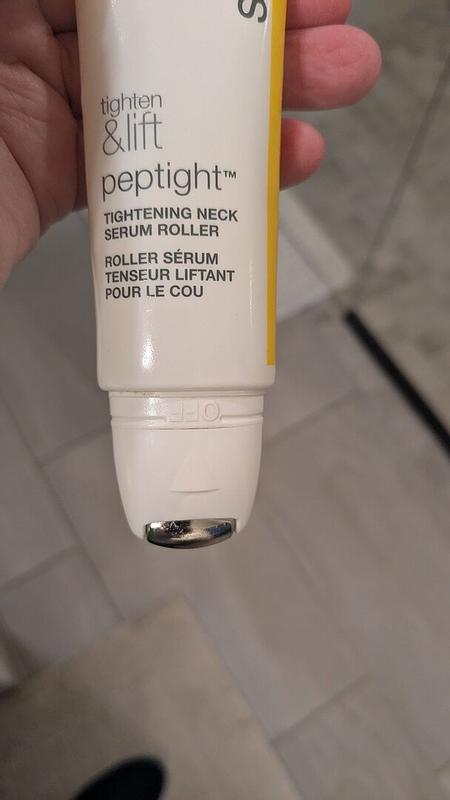 S
tighten
&lift
peptight™
TIGHTENING NECK
SERUM ROLLER
ROLLER SÉRUM
TENSEUR LIFTANT
POUR LE COU
OFF